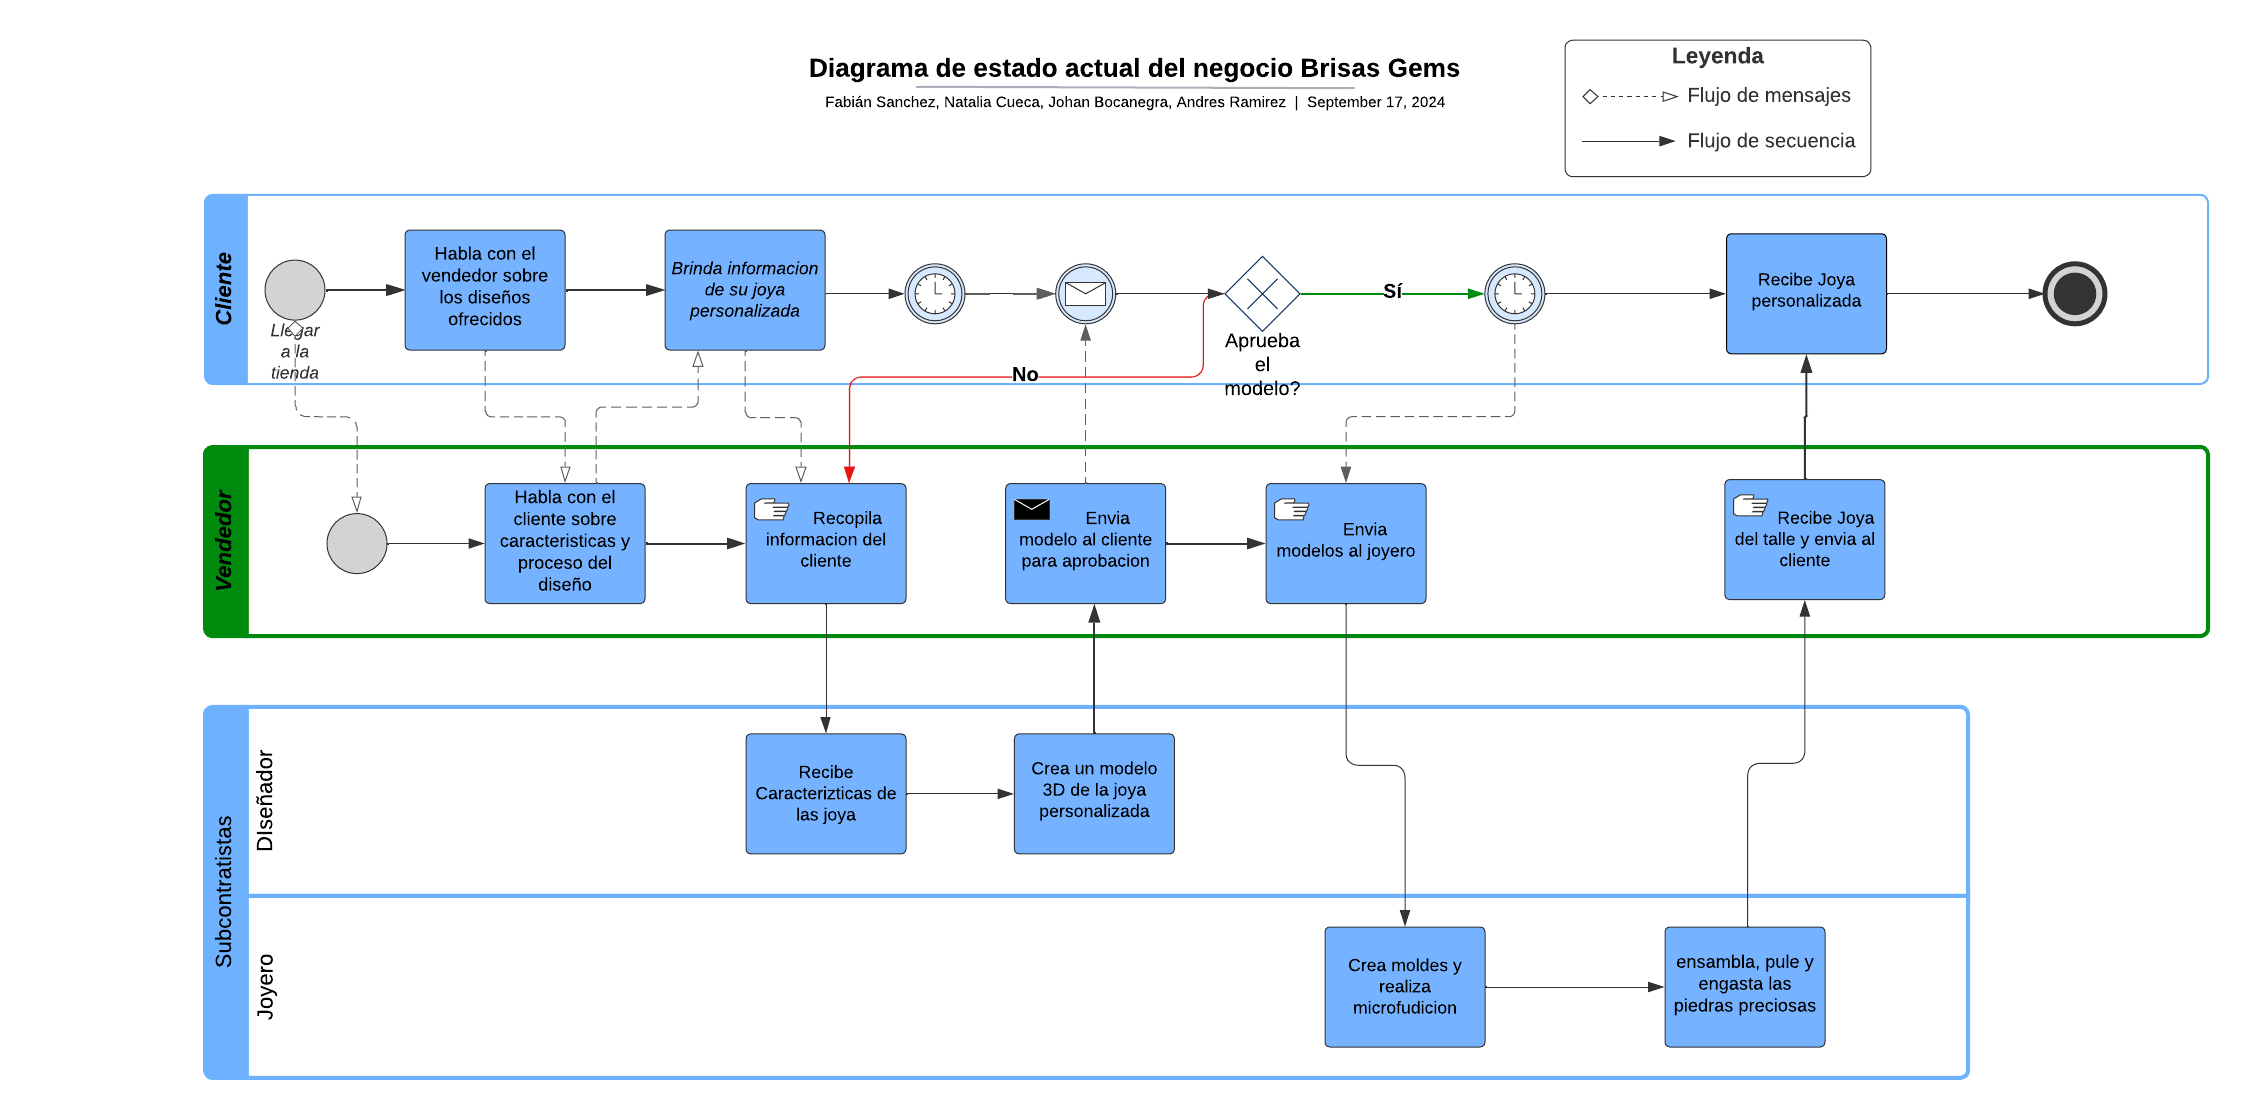 Diagrama de estado actual del negocio Brisas Gems
Fabián Sanchez, Natalia Cueca, Johan Bocanegra, Andres Ramirez | September 17, 2024
Leyenda
Flujo de mensajes
Flujo de secuencia
Cliente
Llegar
a la
tienda
Habla con el
vendedor sobre
los diseños
ofrecidos
Brinda informacion
de su joya
personalizada
Aprueba
el
modelo?
Sí
No
Recibe Joya
personalizada
Vendedor
Habla con el
cliente sobre
caracteristicas y
proceso del
diseño
Recopila
informacion del
cliente
Envia
modelo al cliente
para aprobacion
Envia
modelos al joyero
Recibe Joya
del talle y envia al
cliente
Subcontratistas
DIseñador
Recibe
Caracterizticas de
las joya
Crea un modelo
3D de la joya
personalizada
Joyero
Crea moldes y
realiza
microfudicion
ensambla, pule y
engasta las
piedras preciosas